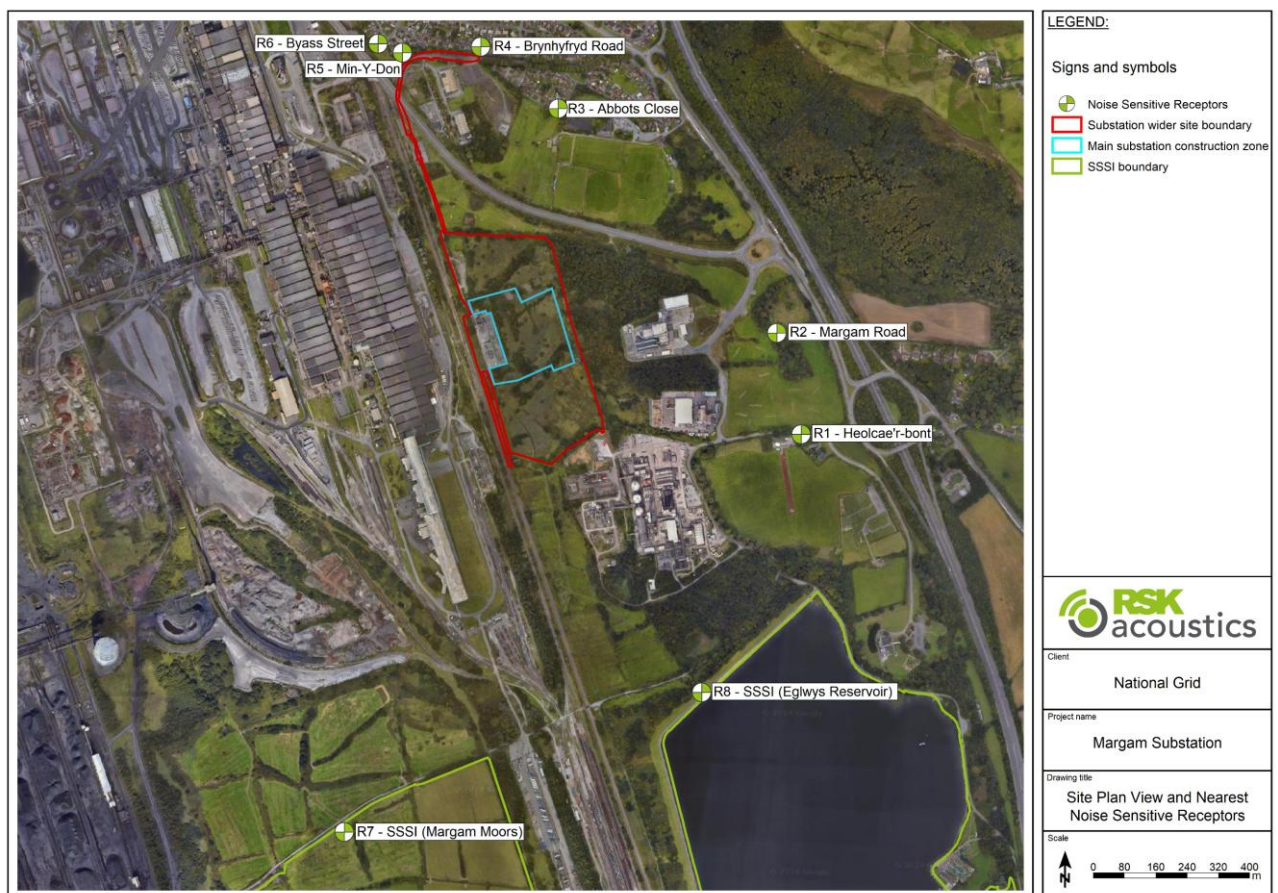 R6 - Byass Street
R4 - Brynhyfryd Road
R5 - Min-Y-Don
R3 - Abbots Close
R2 - Margam Road
R1 - Heolcae'r-bont
R8 - SSSI (Eglwys Reservoir)
R7 - SSSI (Margam Moors)
LEGEND:
Signs and symbols
Noise Sensitive Receptors
Substation wider site boundary
Main substation construction zone
SSSI boundary
RSK
acoustics
Client
National Grid
Project name
Margam Substation
Drawing title
Site Plan View and Nearest
Noise Sensitive Receptors
Scale
N
0 80 160 240 320 400
m